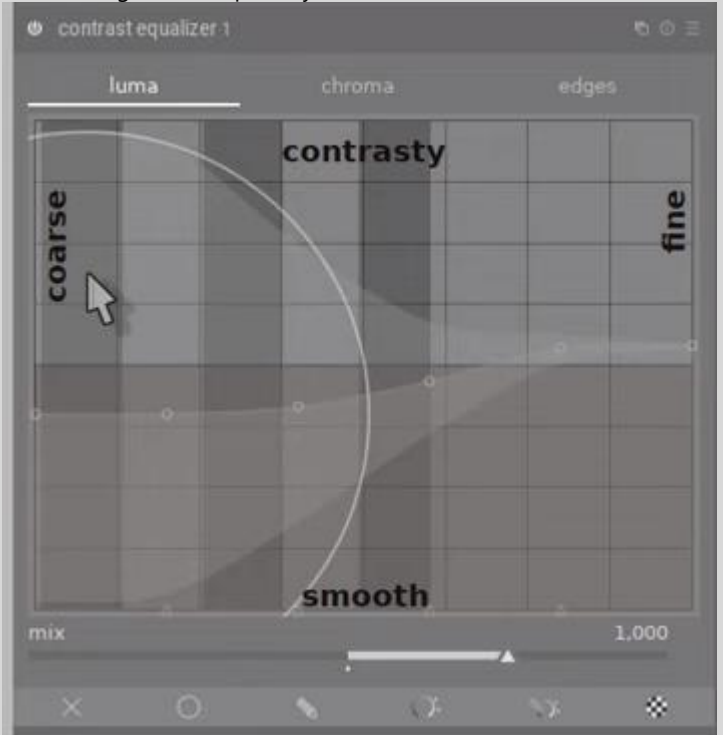 contrast equalizer 1
luma chroma edges
contrasty
coarse
fine
smooth
mix 1,000